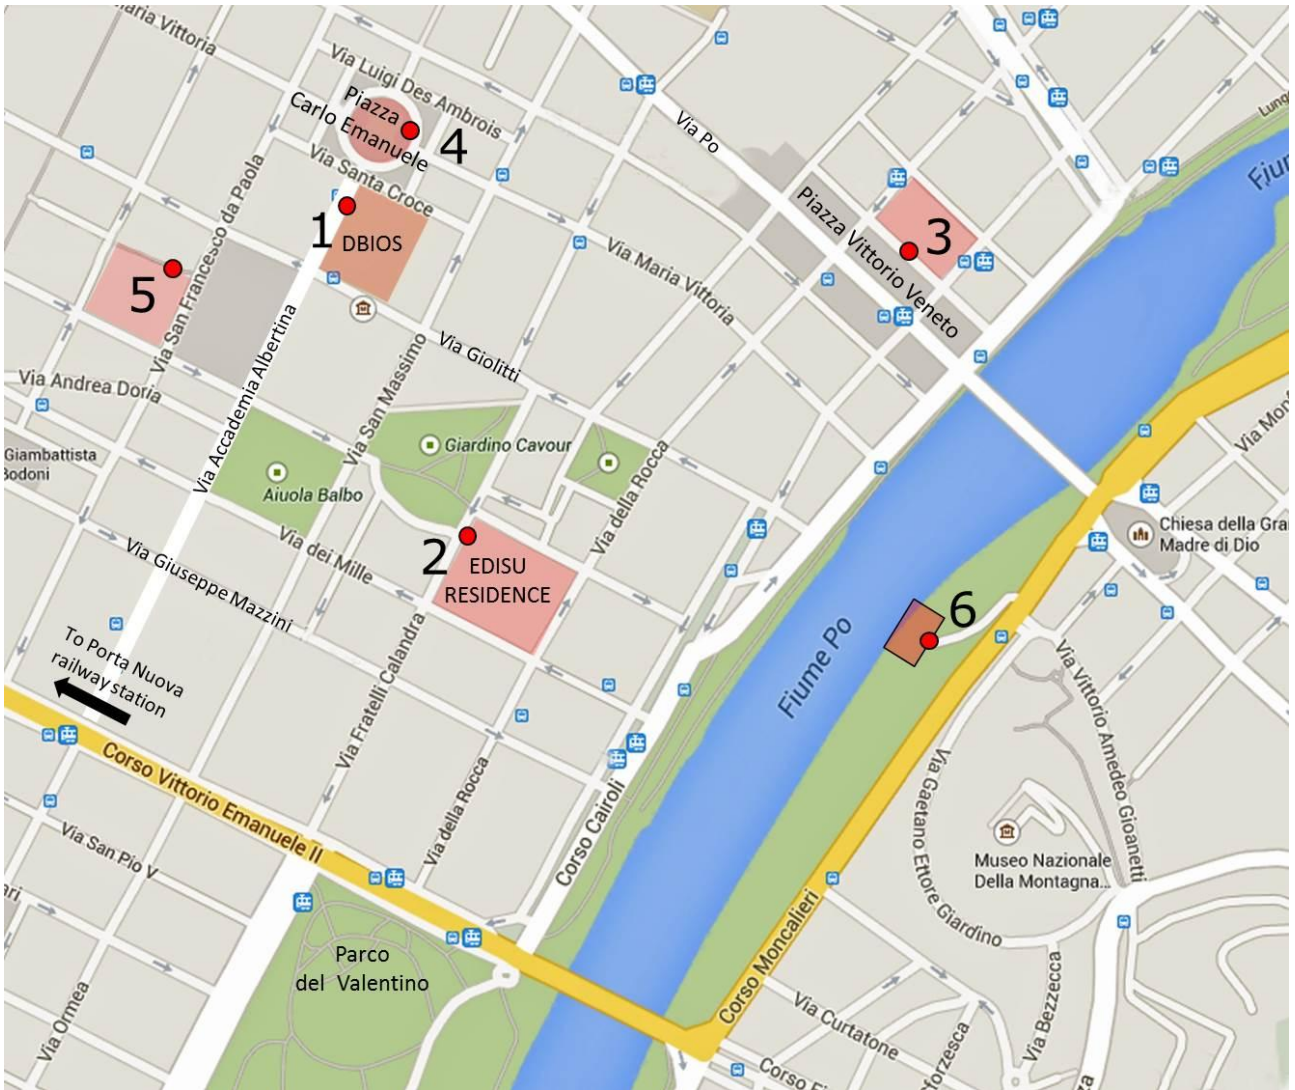 Maria Vittoria
Via Luigi Des Ambrois
Piazza
Carlo Emanuele
4
Via Santa Croce
Via Po
Fiume
1
DBIOS
Via San Francesco da Paola
5
Piazza Vittorio Veneto
3
Via Maria Vittoria
Via Giolitti
Via Andrea Doria
Via Accademia Albertina
Via San Massimo
Giambattista
Bodoni
Aiuola Balbo
Giardino Cavour
Via della Rocca
Via dei Mille
Via Giuseppe Mazzini
2
EDISU
RESIDENCE
Chiesa della Gra
Madre di Dio
6
Fiume Po
To Porta Nuova
railway station
Via Fratelli Calandra
Via della Rocca
Corso Cairoli
Corso Vittorio Emanuele II
Via San Pio V
Via Vittorio Amedeo Gioanetti
Via Gaetano Ettore Giardino
Museo Nazionale
Della Montagna...
Corso Moncalieri
Parco
del Valentino
Via Ormea
Via Curtatone
Via Bezzecca